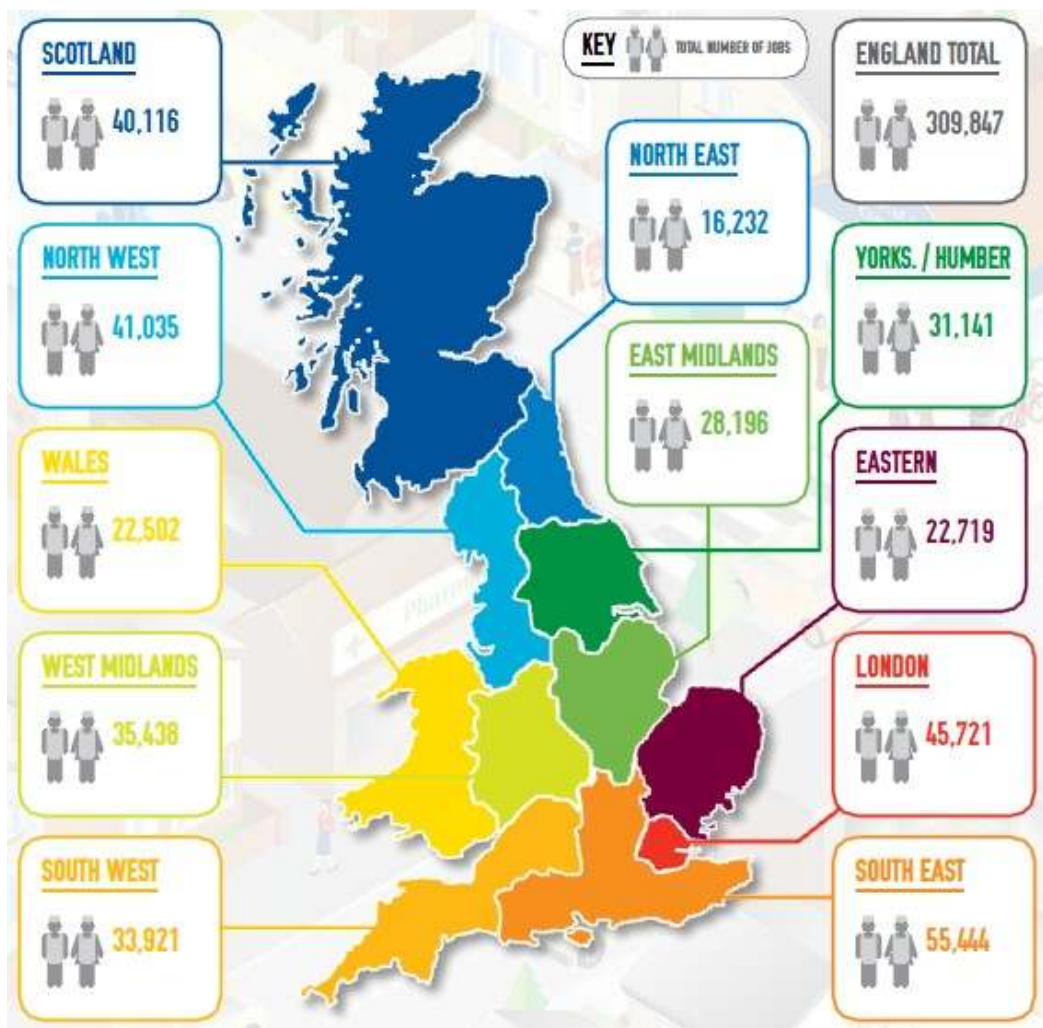 SCOTLAND
40,116
KEY
TOTAL NUMBER OF JOBS
ENGLAND TOTAL
309,847
NORTH EAST
16,232
NORTH WEST
41,035
YORKS. / HUMBER
31,141
EAST MIDLANDS
28,196
WALES
22,502
EASTERN
22,719
WEST MIDLANDS
35,438
LONDON
45,721
SOUTH WEST
33,921
SOUTH EAST
55,444